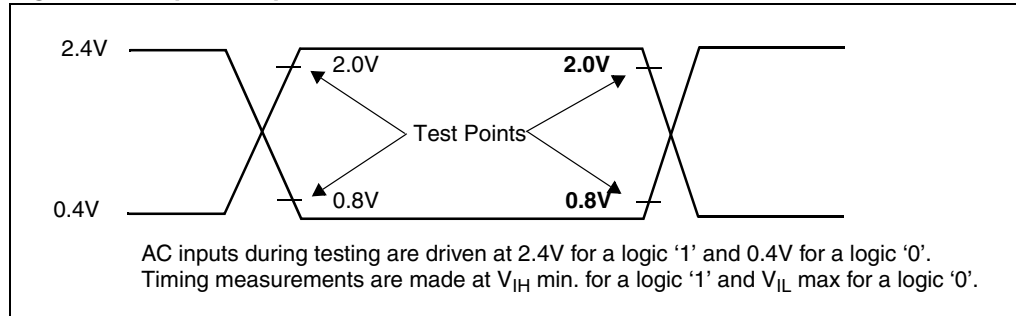 2.4V
2.0V
2.0V
Test Points
0.8V
0.8V
0.4V
AC inputs during testing are driven at 2.4V for a logic ‘1’ and 0.4V for a logic ‘0’.
Timing measurements are made at VIH min. for a logic ‘1’ and VIL max for a logic ‘0’.